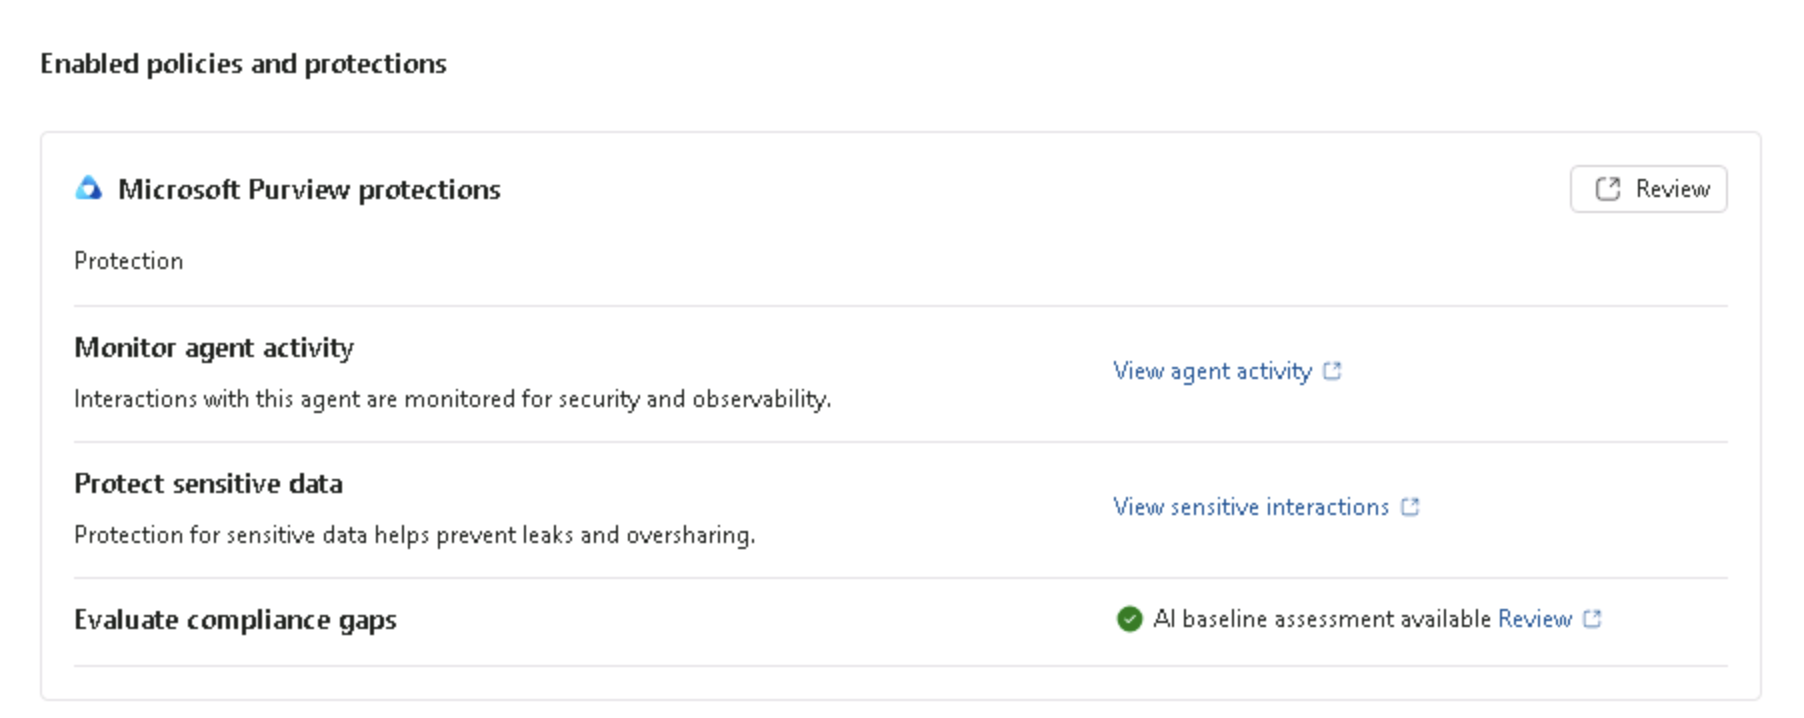 Enabled policies and protections
Microsoft Purview protections
Review
Protection
Monitor agent activity
View agent activity
Interactions with this agent are monitored for security and observability.
Protect sensitive data
View sensitive interactions
Protection for sensitive data helps prevent leaks and oversharing.
Evaluate compliance gaps
AI baseline assessment available Review